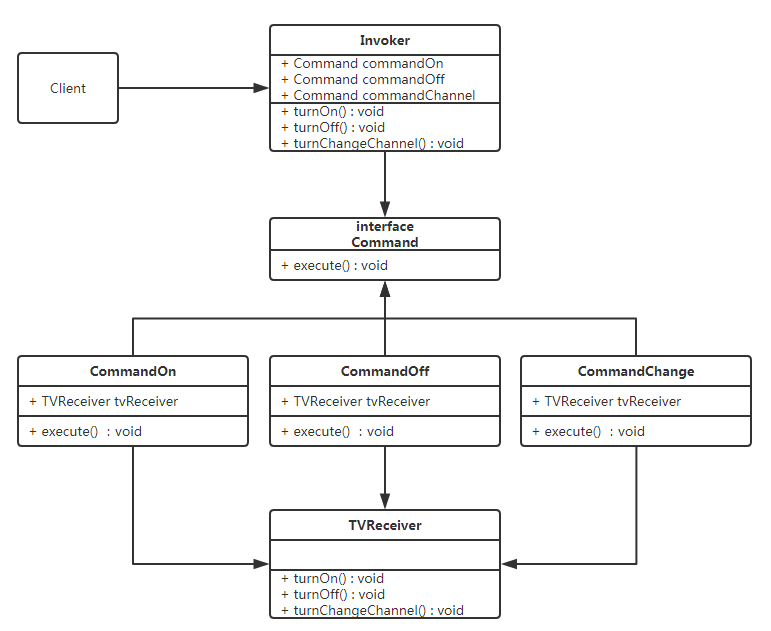 Client
Invoker
+ Command commandOn
+ Command commandOff
+ Command commandChannel
+ turnOn() : void
+ turnOff() : void
+ turnChangeChannel() : void
interface
Command
+ execute() : void
CommandOn
+ TVReceiver tvReceiver
+ execute() : void
CommandOff
+ TVReceiver tvReceiver
+ execute() : void
CommandChange
+ TVReceiver tvReceiver
+ execute() : void
TVReceiver
+ turnOn() : void
+ turnOff() : void
+ turnChangeChannel() : void